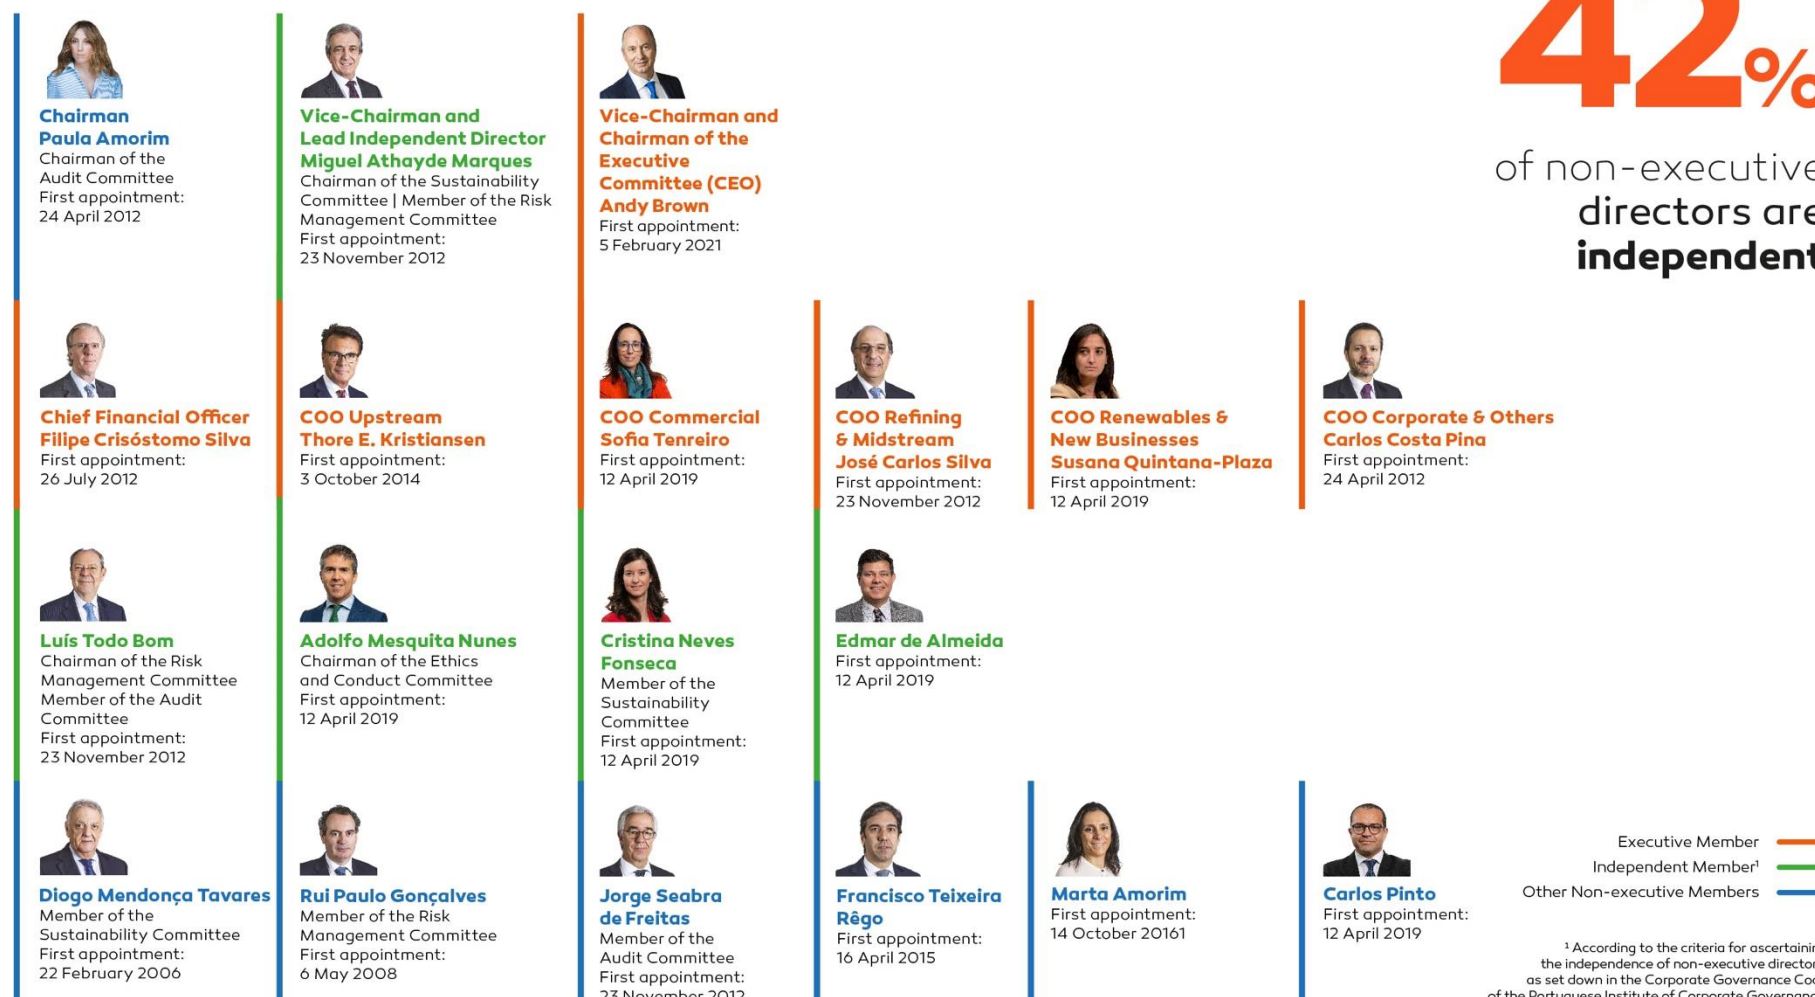 42%
of non-executive
directors are
independent
Chairman
Paula Amorim
Chairman of the
Audit Committee
First appointment:
24 April 2012
Vice-Chairman and
Lead Independent Director
Miguel Athayde Marques
Chairman of the Sustainability
Committee | Member of the Risk
Management Committee
First appointment:
23 November 2012
Vice-Chairman and
Chairman of the
Executive
Committee (CEO)
Andy Brown
First appointment:
5 February 2021
Chief Financial Officer
Filipe Crisóstomo Silva
First appointment:
26 July 2012
COO Upstream
Thore E. Kristiansen
First appointment:
3 October 2014
COO Commercial
Sofia Tenreiro
First appointment:
12 April 2019
COO Refining
& Midstream
José Carlos Silva
First appointment:
23 November 2012
COO Renewables &
New Businesses
Susana Quintana-Plaza
First appointment:
12 April 2019
COO Corporate & Others
Carlos Costa Pina
First appointment:
24 April 2012
Luís Todo Bom
Chairman of the Risk
Management Committee
Member of the Audit
Committee
First appointment:
23 November 2012
Adolfo Mesquita Nunes
Chairman of the Ethics
and Conduct Committee
First appointment:
12 April 2019
Cristina Neves
Fonseca
Member of the
Sustainability
Committee
First appointment:
12 April 2019
Edmar de Almeida
First appointment:
12 April 2019
Diogo Mendonça Tavares
Member of the
Sustainability Committee
First appointment:
22 February 2006
Rui Paulo Gonçalves
Member of the Risk
Management Committee
First appointment:
6 May 2008
Jorge Seabra
de Freitas
Member of the
Audit Committee
First appointment:
23 November 2012
Francisco Teixeira
Rêgo
First appointment:
16 April 2015
Marta Amorim
First appointment:
14 October 20161
Carlos Pinto
First appointment:
12 April 2019
Executive Member
Independent Member¹
Other Non-executive Members
¹ According to the criteria for
the independence of non-executive
as set down in the Corporate Governance
of the Portuguese Institute of Corporate